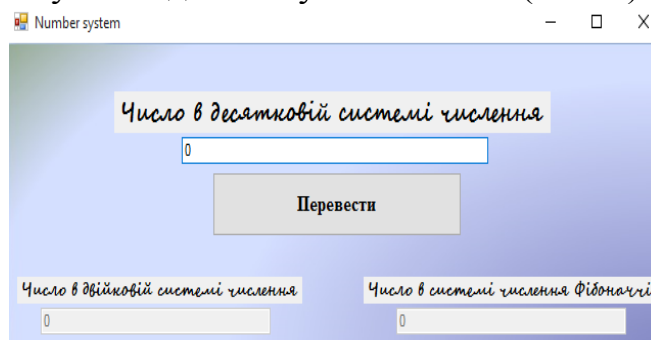 Number system
Число в десятковій системі числення
0
Перевести
Число в двійковій системі числення
Число в системі числення Фібоначчі
0
0